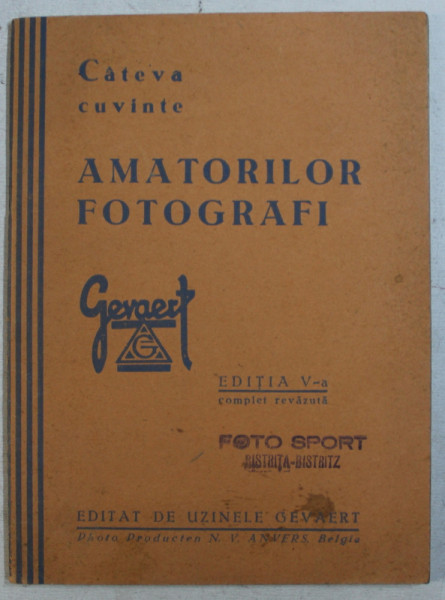 Câteva
cuvinte
AMATORILOR
FOTOGRAFI
Gevaert
G
EDIȚIA V-a
complet revăzută
FOTO SPORT
BISTRIȚA-BISTRITZ
EDITAT DE UZINELE GEVAERT
Photo Producten N. V. ANVERS, Belgia